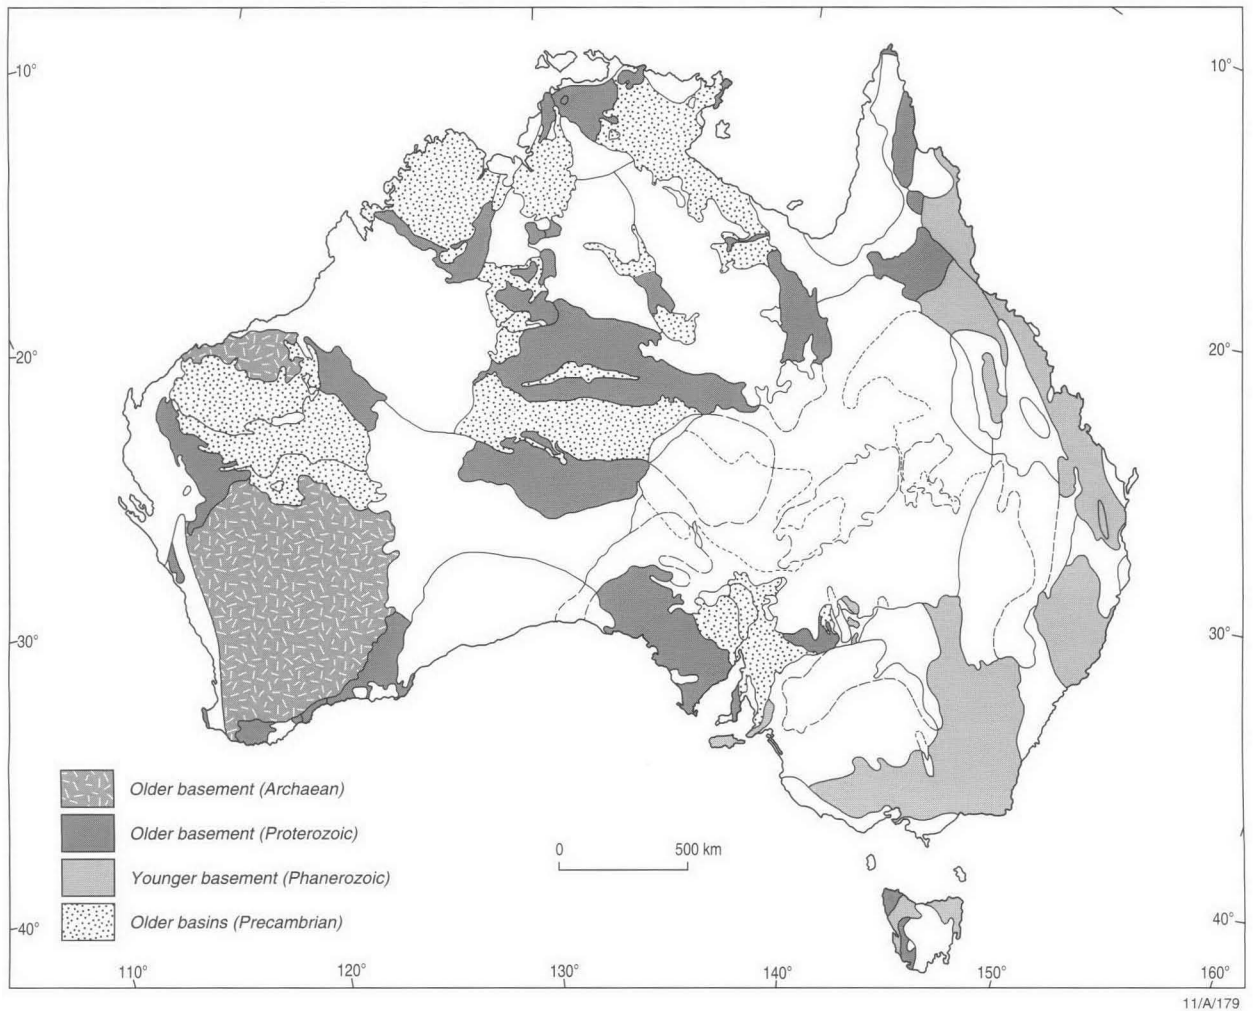 10°
10°
20°
20°
30°
30°
Older basement (Archaean)
Older basement (Proterozoic)
Younger basement (Phanerozoic)
Older basins (Precambrian)
0 500 km
40°
40°
110° 120° 130° 140° 150° 160°
11/A/179